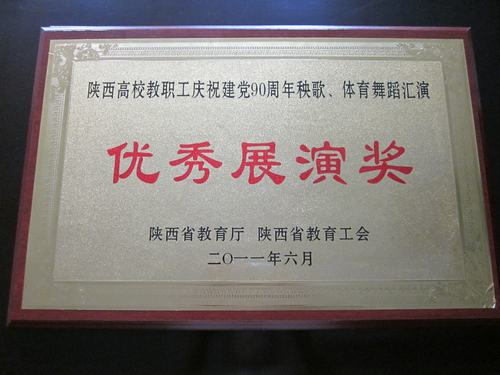 陕西高校教职工庆祝建党90周年秧歌、体育舞蹈汇演
优秀展演奖
陕西省教育厅 陕西省教育工会
二〇一一年六月